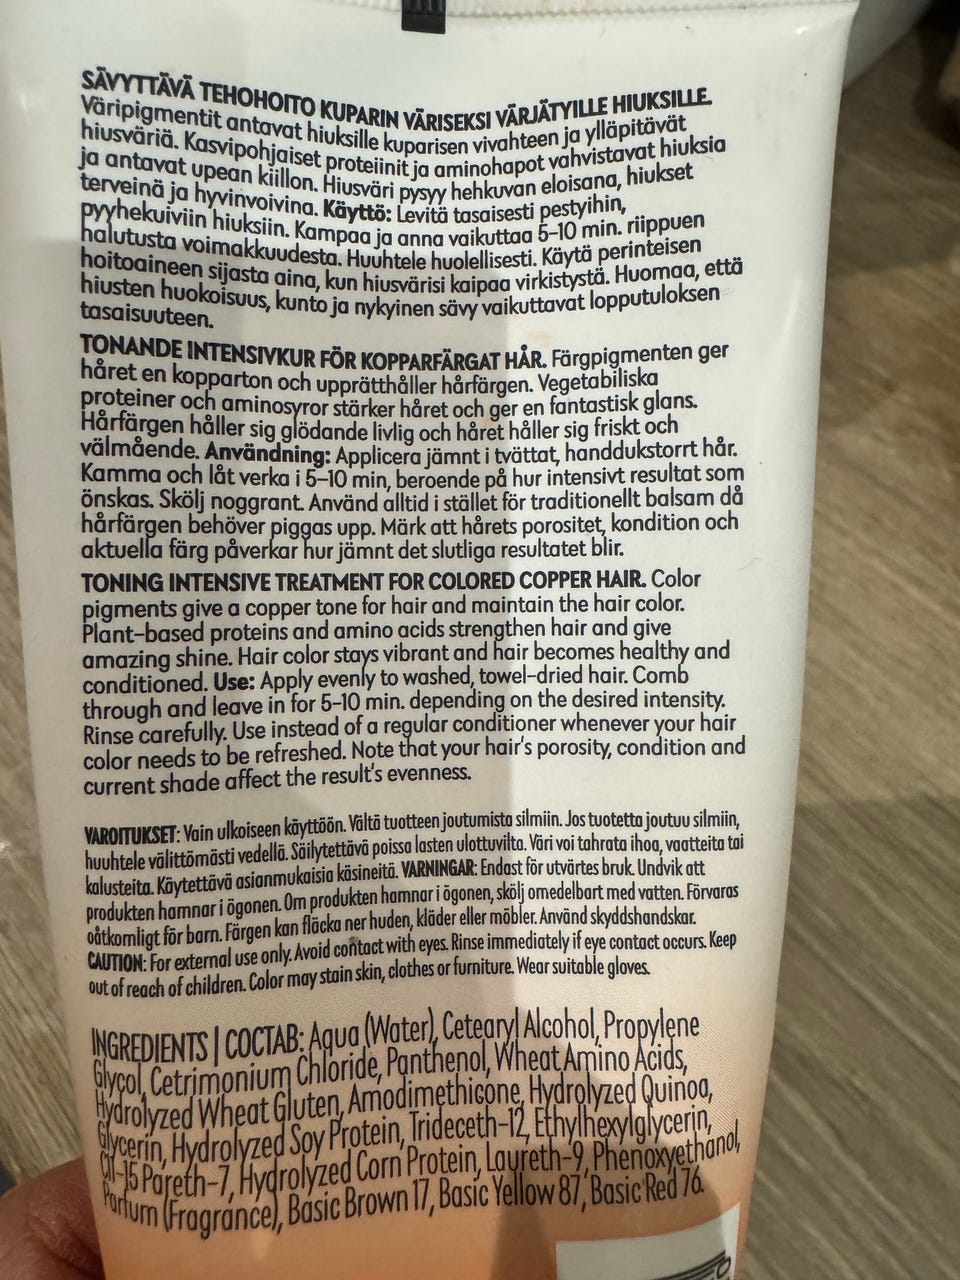 SÄVYTTÄVÄ TEHOHOITO KUPARIN VÄRISEKSI VÄRJÄTYILLE HIUKSILLE.
Väripigmentit antavat hiuksille kuparisen vivahteen ja ylläpitävät
hiusväriä. Kasvipohjaiset proteiinit ja aminohapot vahvistavat hiuksia
ja antavat upean kiillon. Hiusväri pysyy hehkuvan eloisana, hiukset
terveinä ja hyvinvoivina. Käyttö: Levitä tasaisesti pestyihin,
pyyhekuiviin hiuksiin. Kampaa ja anna vaikuttaa 5-10 min. riippuen
halutusta voimakkuudesta. Huuhtele huolellisesti. Käytä perinteisen
hoitoaineen sijasta aina, kun hiusvärisi kaipaa virkistystä. Huomaa, että
hiusten huokoisuus, kunto ja nykyinen sävy vaikuttavat lopputuloksen
tasaisuuteen.
TONANDE INTENSIVKUR FÖR KOPPARFÄRGAT HÅR. Färgpigmenten ger
håret en kopparton och upprätthåller hårfärgen. Vegetabiliska
proteiner och aminosyror stärker håret och ger en fantastisk glans.
Hårfärgen håller sig glödande livlig och håret håller sig friskt och
välmående. Användning: Applicera jämnt i tvättat, handdukstorrt hår.
Kamma och låt verka i 5–10 min, beroende på hur intensivt resultat som
önskas. Skölj noggrant. Använd alltid i stället för traditionellt balsam då
hårfärgen behöver piggas upp. Märk att hårets porositet, kondition och
aktuella färg påverkar hur jämnt det slutliga resultatet blir.
TONING INTENSIVE TREATMENT FOR COLORED COPPER HAIR. Color
pigments give a copper tone for hair and maintain the hair color.
Plant-based proteins and amino acids strengthen hair and give
amazing shine. Hair color stays vibrant and hair becomes healthy and
conditioned. Use: Apply evenly to washed, towel-dried hair. Comb
through and leave in for 5-10 min. depending on the desired intensity.
Rinse carefully. Use instead of a regular conditioner whenever your hair
color needs to be refreshed. Note that your hair's porosity, condition and
current shade affect the result's evenness.
VAROITUKSET: Vain ulkoiseen käyttöön. Vältä tuotteen joutumista silmiin. Jos tuotetta joutuu silmiin,
huuhtele välittömästi vedellä. Säilytettävä poissa lasten ulottuvilta. Väri voi tahrata ihoa, vaatteita tai
kalusteita. Käytettävä asianmukaisia käsineitä. VARNINGAR: Endast för utvärtes bruk. Undvik att
produkten hamnar i ögonen. Om produkten hamnar i ögonen, skölj omedelbart med vatten. Förvaras
oåtkomligt för barn. Färgen kan fläcka ner huden, kläder eller möbler. Använd skyddshandskar.
CAUTION: For external use only. Avoid contact with eyes. Rinse immediately if eye contact occurs. Keep
out of reach of children. Color may stain skin, clothes or furniture. Wear suitable gloves.
INGREDIENTS | СОСТАВ: Aqua (Water), Cetearyl Alcohol, Propylene
Glycol, Cetrimonium Chloride, Panthenol, Wheat Amino Acids,
Hydrolyzed Wheat Gluten, Amodimethicone, Hydrolyzed Quinoa,
Glycerin, Hydrolyzed Soy Protein, Trideceth-12, Ethylhexylglycerin,
C11-15 Pareth-7, Hydrolyzed Corn Protein, Laureth-9, Phenoxyethanol,
Parfum (Fragrance), Basic Brown 17, Basic Yellow 87, Basic Red 76.